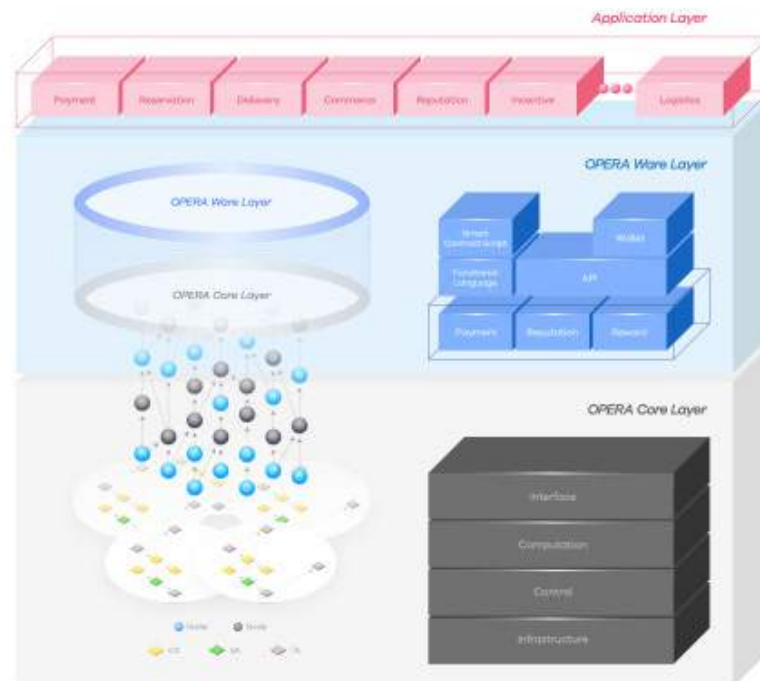 Application Layer
Payment
Reservation
Delivery
Commerce
Reputation
Incentive
Logistics
OPERA Ware Layer
OPERA Ware Layer
Smart
Contract Script
Wallet
Functional
Language
API
OPERA Core Layer
Payment
Reputation
Reward
OPERA Core Layer
Interface
Computation
Control
Infrastructure